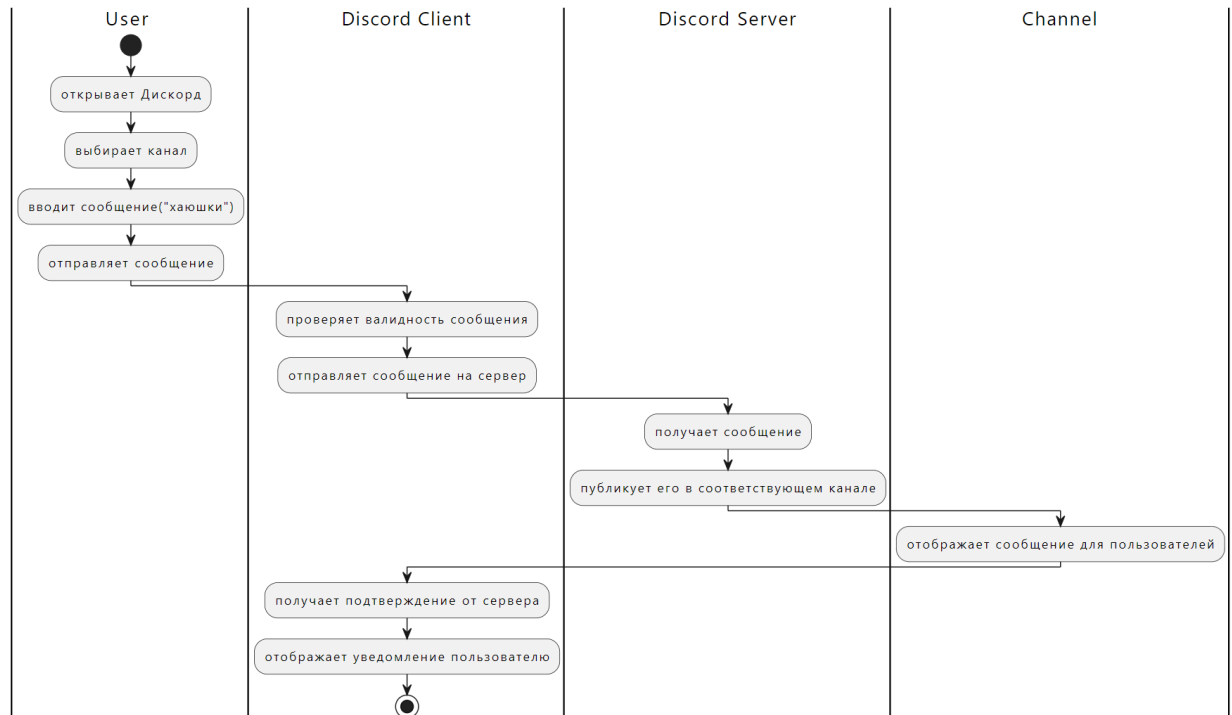 User
Discord Client
Discord Server
Channel
открывает Дискорд
выбирает канал
вводит сообщение("хаюшки")
отправляет сообщение
проверяет валидность сообщения
отправляет сообщение на сервер
получает сообщение
публикует его в соответствующем канале
отображает сообщение для пользователей
получает подтверждение от сервера
отображает уведомление пользователю